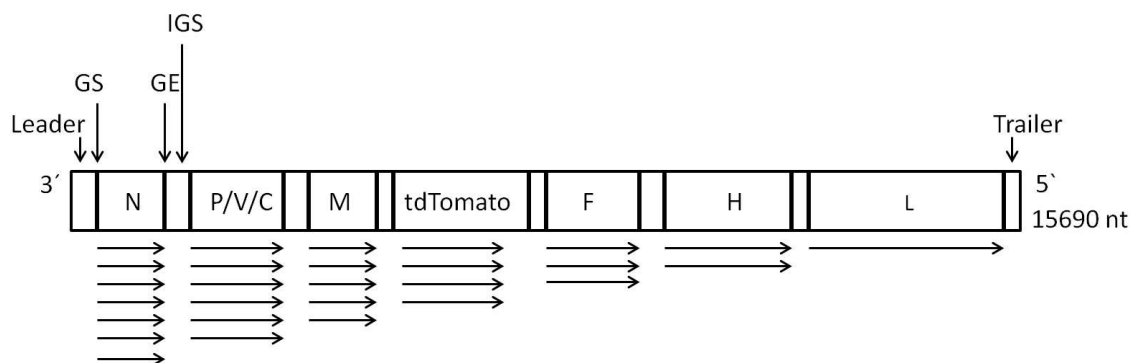 IGS
GS GE
Leader Trailer
3´ N P/V/C M tdTomato F H L 5`
15690 nt